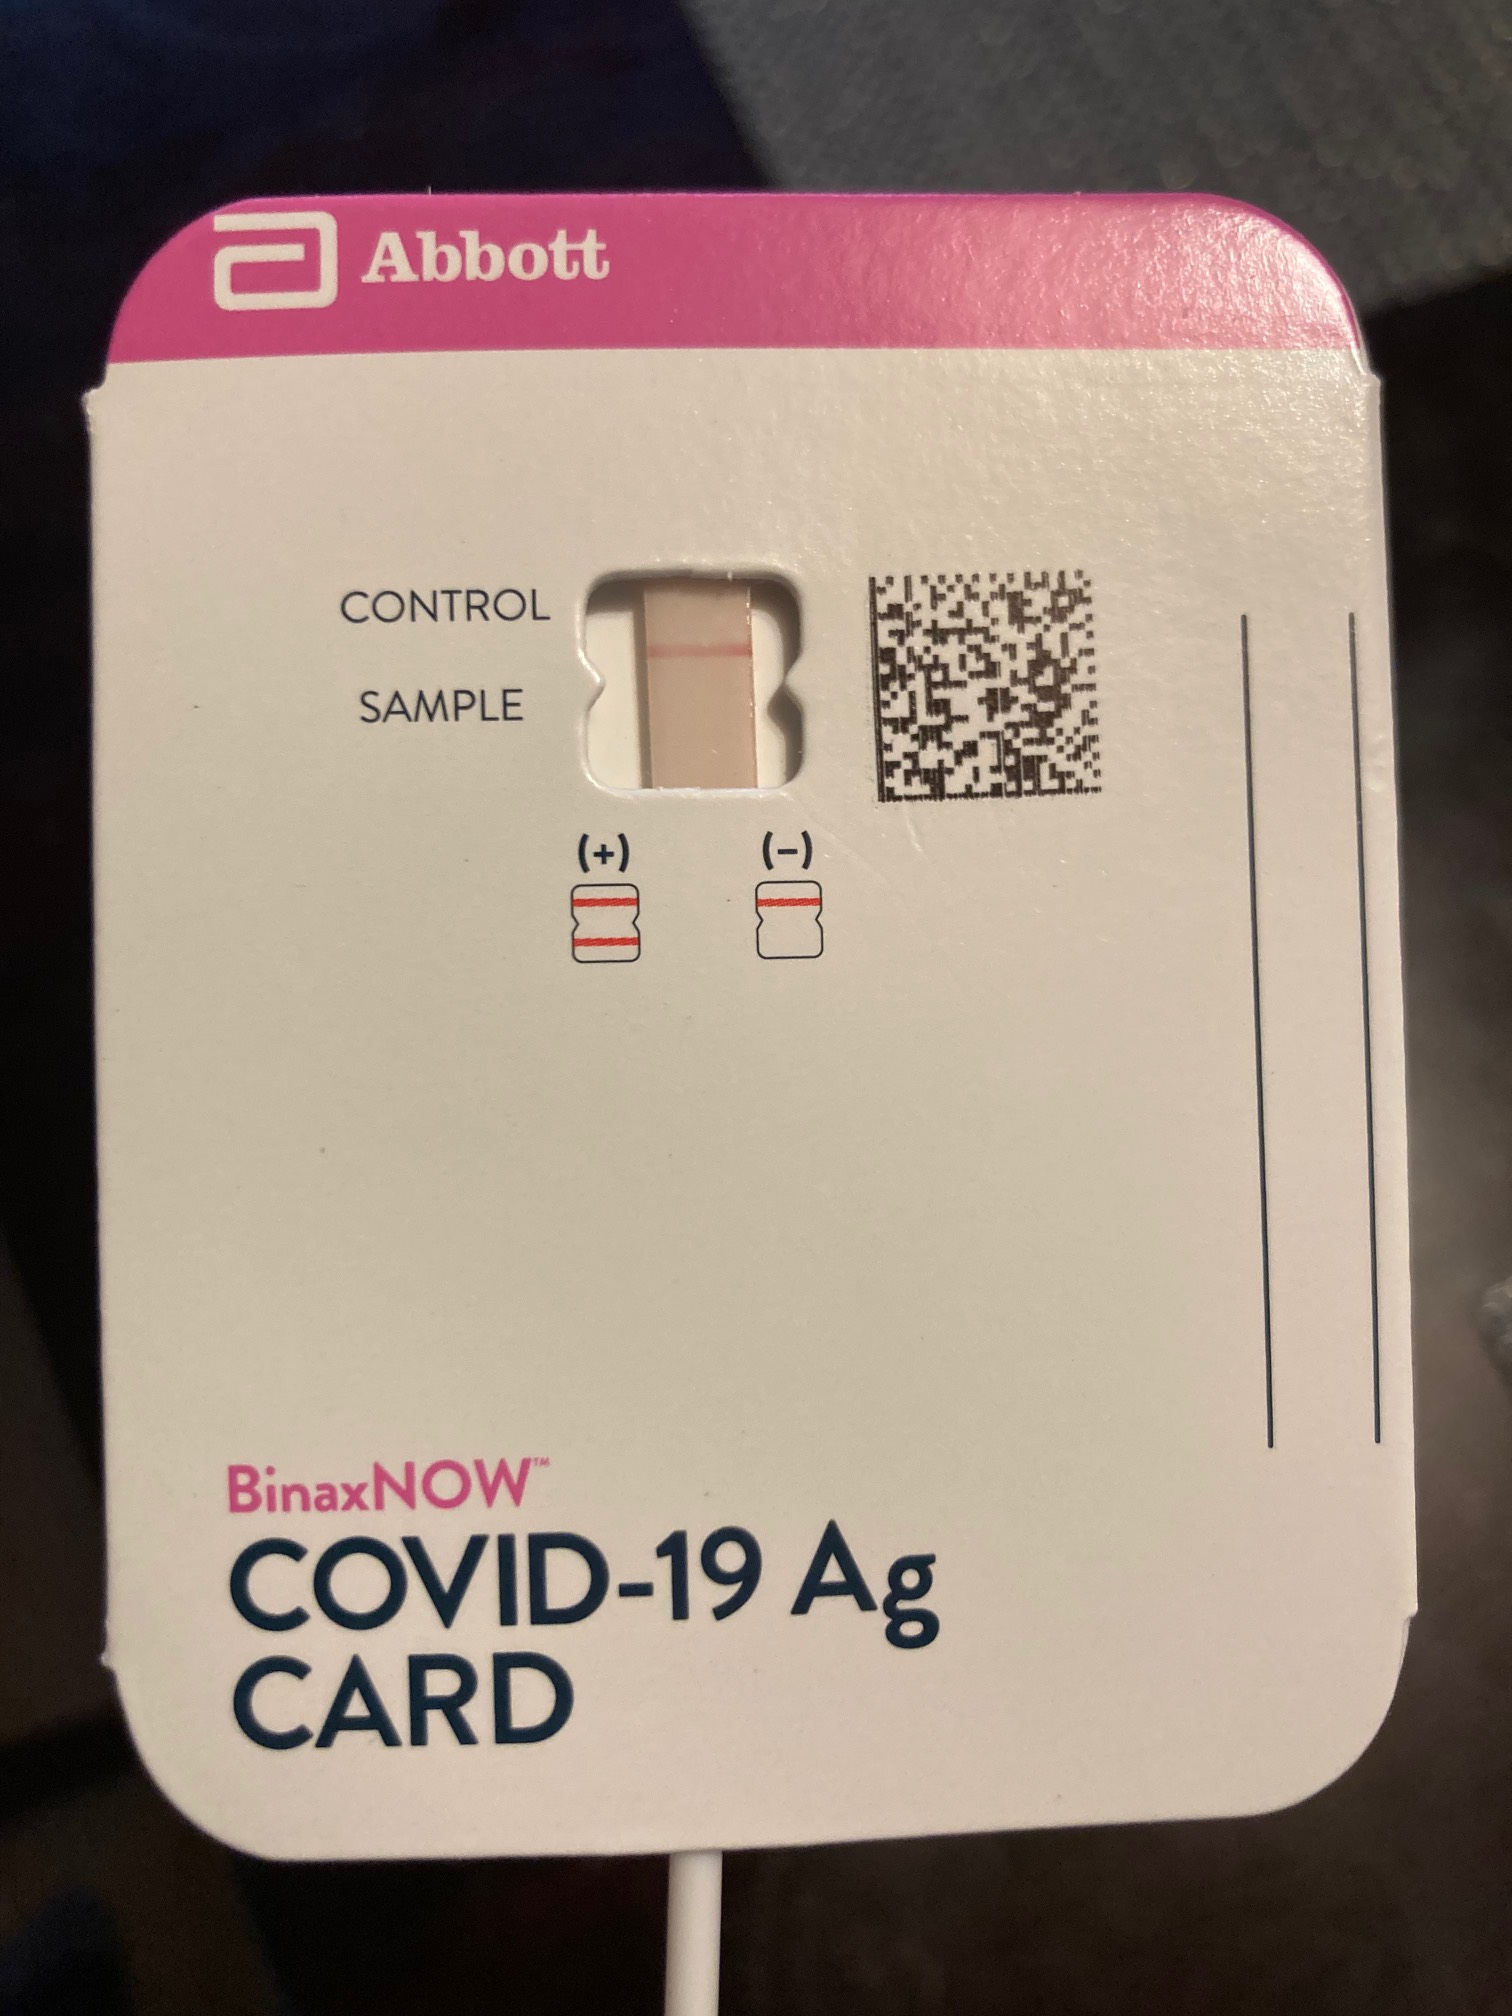 Abbott
CONTROL
SAMPLE
(+) (-)
BinaxNOW™
COVID-19 Ag
CARD